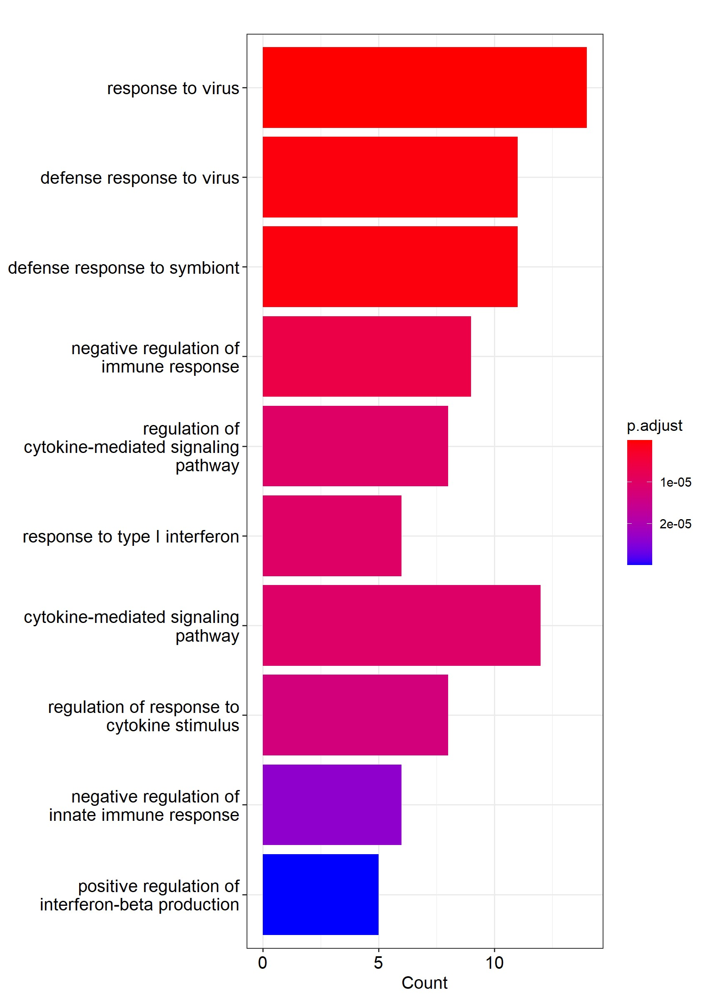 response to virus
defense response to virus
defense response to symbiont
negative regulation of
immune response
regulation of
cytokine-mediated signaling
pathway
response to type I interferon
cytokine-mediated signaling
pathway
regulation of response to
cytokine stimulus
negative regulation of
innate immune response
positive regulation of
interferon-beta production
0 5 10
Count
p.adjust
1e-05
2e-05